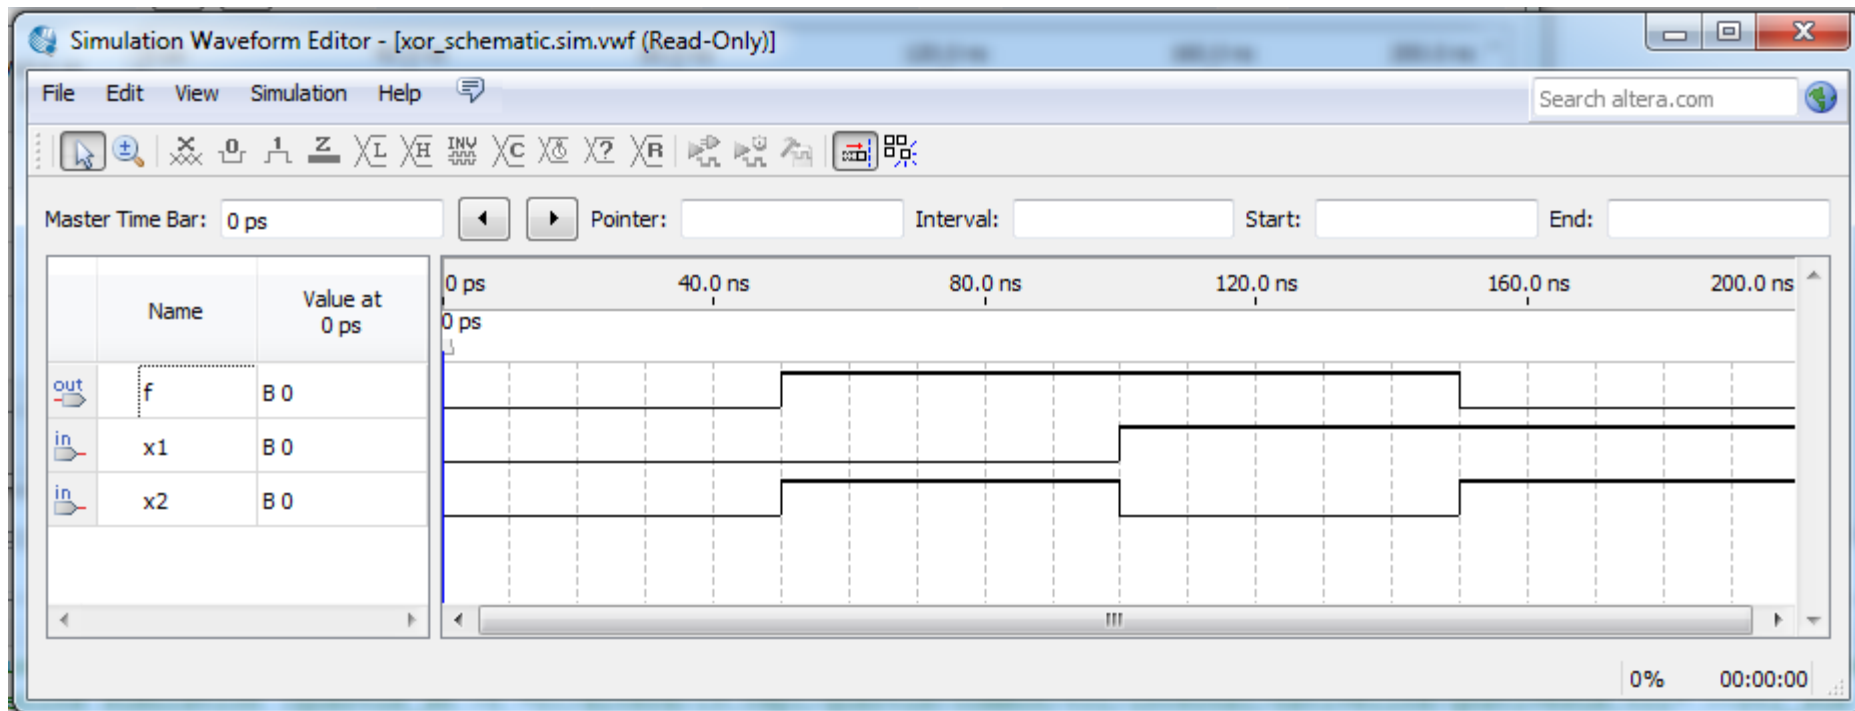 Simulation Waveform Editor - [xor_schematic.sim.vwf (Read-Only)]
File Edit View Simulation Help
Search altera.com
Master Time Bar: 0 ps Pointer: Interval: Start: End:
Name
Value at
0 ps
0 ps 40.0 ns 80.0 ns 120.0 ns 160.0 ns 200.0 ns
0 ps
out f B 0
in x1 B 0
in x2 B 0
0% 00:00:00